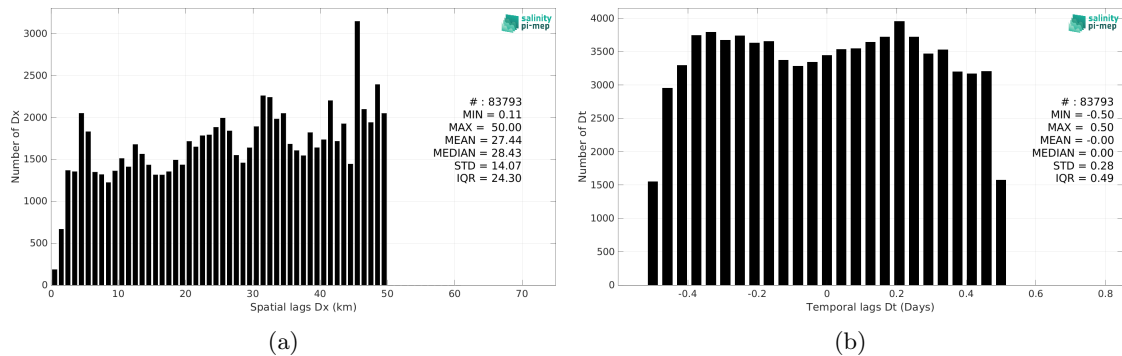 salinity
pi-mep
3000
2500
2000
1500
1000
500
0
Number of Dx
# : 83793
MIN = 0.11
MAX = 50.00
MEAN = 27.44
MEDIAN = 28.43
STD = 14.07
IQR = 24.30
0 10 20 30 40 50 60 70
Spatial lags Dx (km)
(a)
salinity
pi-mep
4000
3500
3000
2500
2000
1500
1000
500
0
Number of Dt
# : 83793
MIN = -0.50
MAX = 0.50
MEAN = -0.00
MEDIAN = 0.00
STD = 0.28
IQR = 0.49
-0.4 -0.2 0 0.2 0.4 0.6 0.8
Temporal lags Dt (Days)
(b)